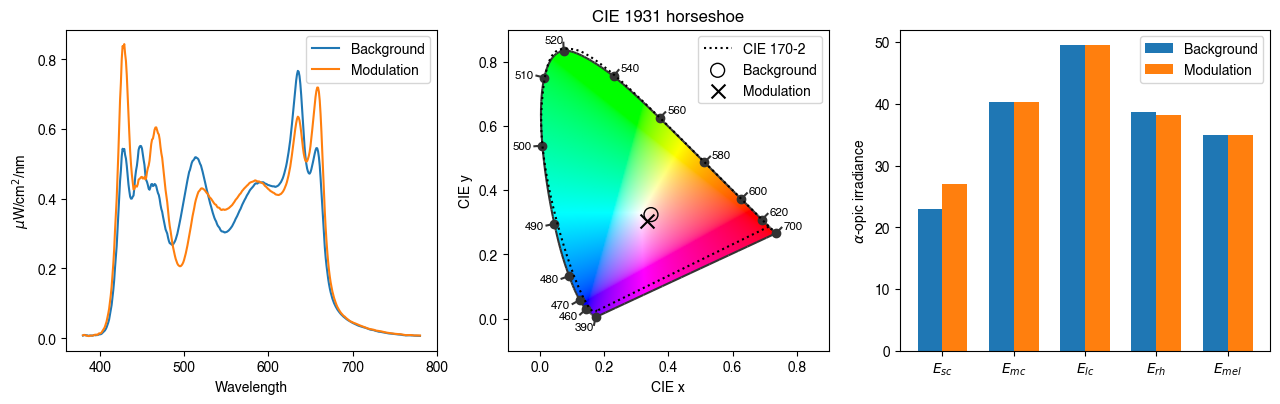 Background
Modulation
0.8
0.6
0.4
0.2
0.0
μW/cm²/nm
400
500
600
700
800
Wavelength
CIE 1931 horseshoe
CIE 170-2
Background
Modulation
520
510
540
560
500
580
600
490
620
700
480
470
460
390
0.8
0.6
0.4
0.2
0.0
CIE y
0.0
0.2
0.4
0.6
0.8
CIE x
Background
Modulation
50
40
30
20
10
0
α-opic irradiance
E_sc
E_mc
E_lc
E_rh
E_mel